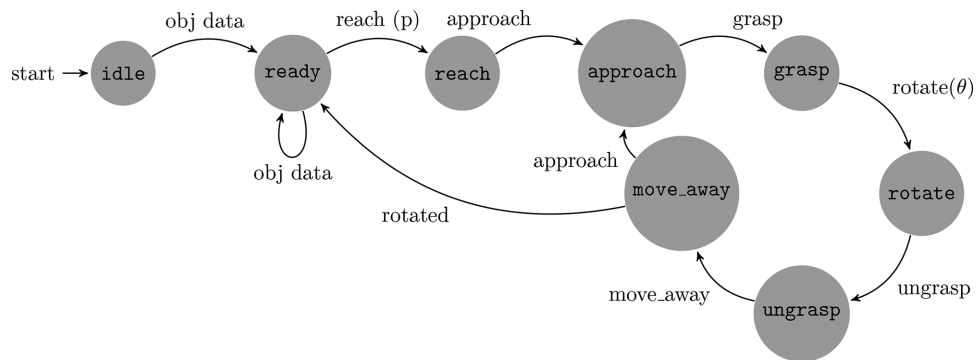 obj data
reach (p)
approach
grasp
start
idle
ready
reach
approach
grasp
rotate(θ)
obj data
approach
move_away
rotate
rotated
ungrasp
move_away
ungrasp